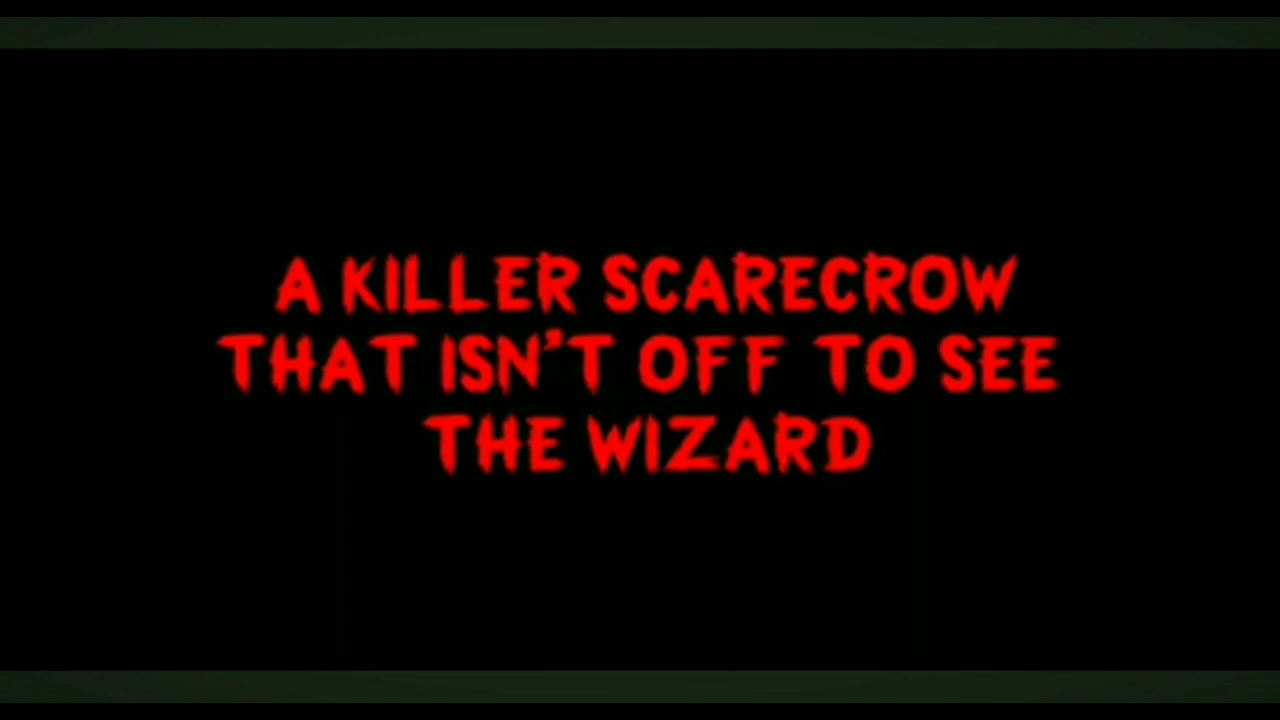 A KILLER SCARECROW
THAT ISN'T OFF TO SEE
THE WIZARD